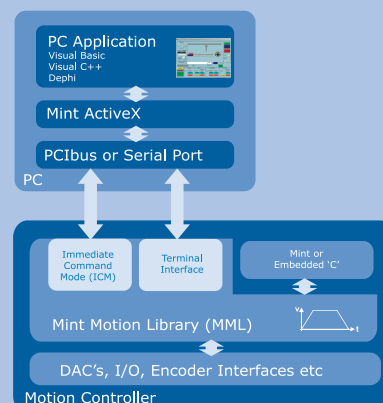 PC Application
Visual Basic
Visual C++
Dephi
Mint ActiveX
PCIbus or Serial Port
PC
Immediate
Command
Mode (ICM)
Terminal
Interface
Mint or
Embedded 'C'
Mint Motion Library (MML)
v
t
DAC's, I/O, Encoder Interfaces etc
Motion Controller